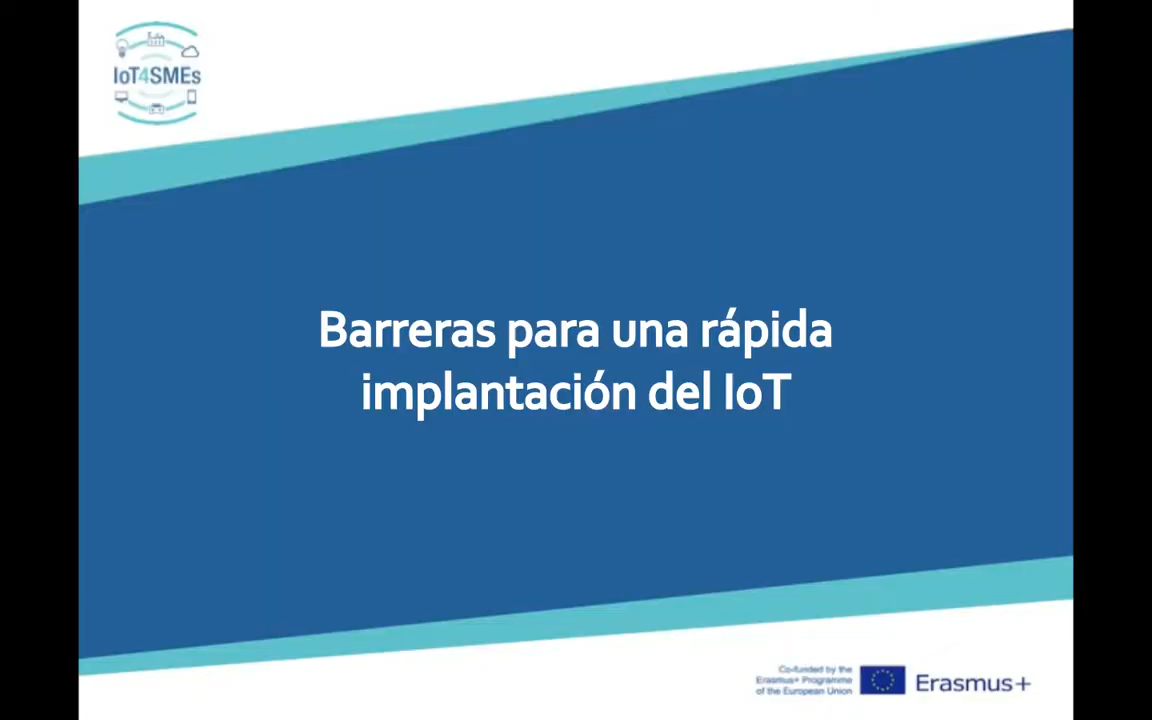 IoT4SMEs
Barreras para una rápida
implantación del IoT
Co-funded by the
Erasmus+ Programme
of the European Union
Erasmus+